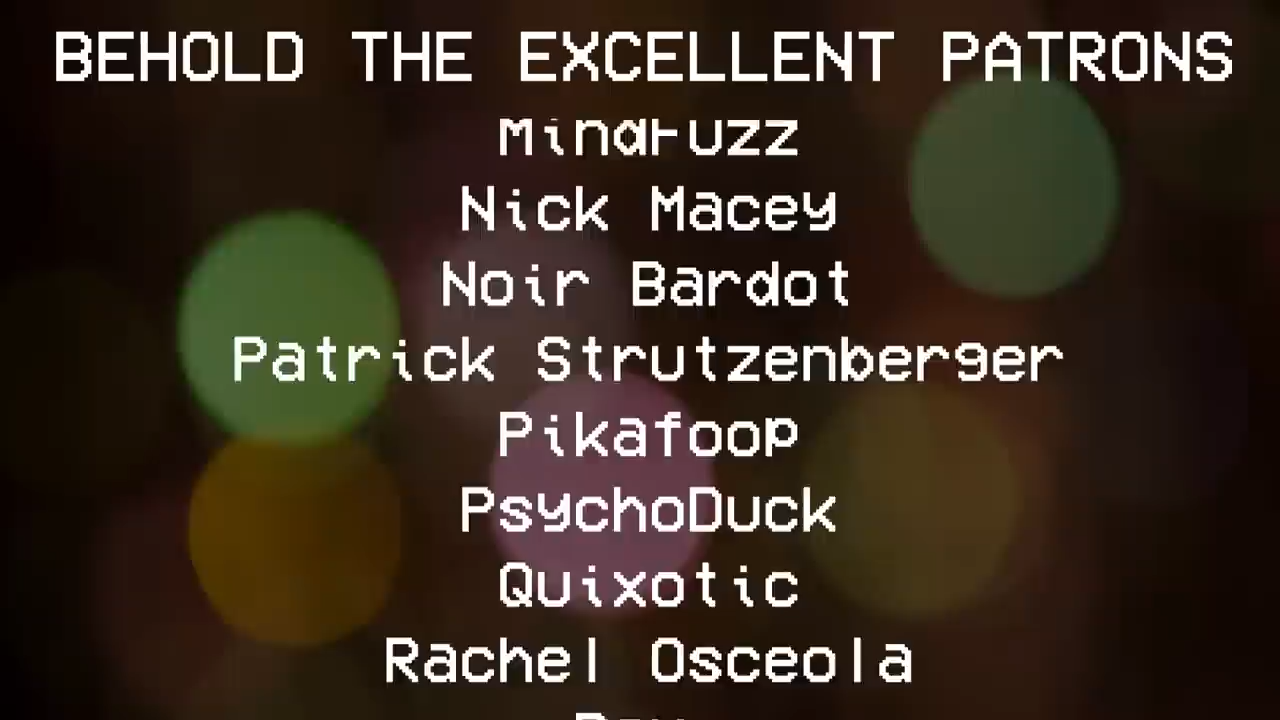 BEHOLD THE EXCELLENT PATRONS
MindFuzz
Nick Macey
Noir Bardot
Patrick Strutzenberger
Pikafoop
PsychoDuck
Quixotic
Rachel Osceola